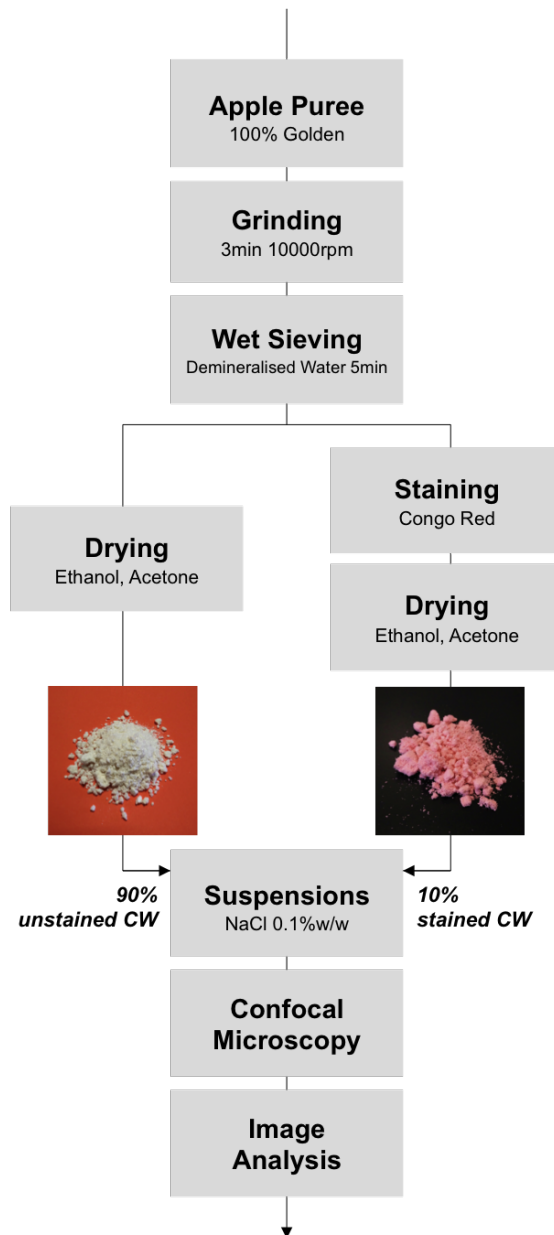 Apple Puree
100% Golden
Grinding
3min 10000rpm
Wet Sieving
Demineralised Water 5min
Drying
Ethanol, Acetone
Staining
Congo Red
Drying
Ethanol, Acetone
90%
unstained CW
Suspensions
NaCl 0.1%w/w
10%
stained CW
Confocal
Microscopy
Image
Analysis